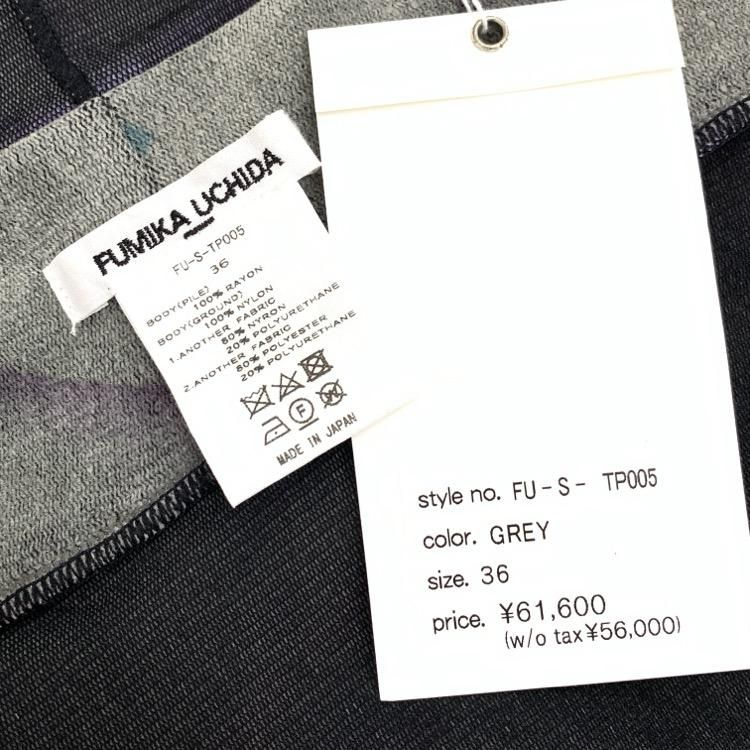 FUMIKA_UCHIDA
FU-S-TP005
36
BODY(PILE)
100% RAYON
BODY(GROUND)
100% NYLON
1.ANOTHER FABRIC
80% NYRON
20% POLYURETHANE
2.ANOTHER FABRIC
80% POLYESTER
20% POLYURETHANE
F
W
MADE IN JAPAN
style no. FU-S- TP005
color. GREY
size. 36
price. ¥61,600
(w/o tax¥56,000)